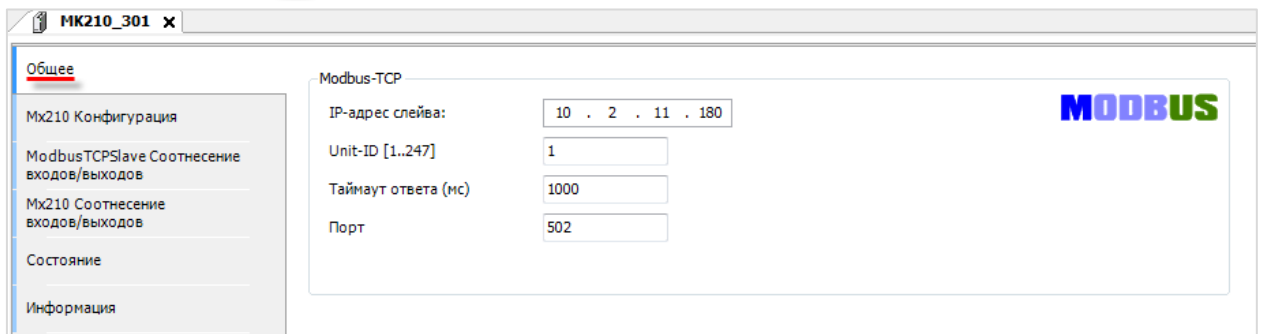 MK210_301 x
Общее
Mx210 Конфигурация
ModbusTCPSlave Соотнесение
входов/выходов
Mx210 Соотнесение
входов/выходов
Состояние
Информация
Modbus-TCP
IP-адрес слейва: 10 . 2 . 11 . 180
Unit-ID [1..247] 1
Таймаут ответа (мс) 1000
Порт 502
MODBUS